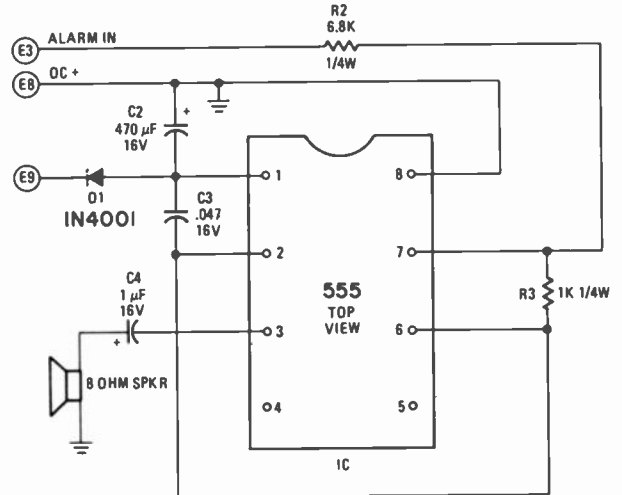 R2
6.8K
1/4W
E3 ALARM IN
E8 DC +
C2
470 µF
16V
+
E9
D1
IN4001
C3
.047
16V
1
2
3
4
8
7
6
5
555
TOP
VIEW
R3 1K 1/4W
C4
1 µF
16V
+
8 OHM SPKR
IC